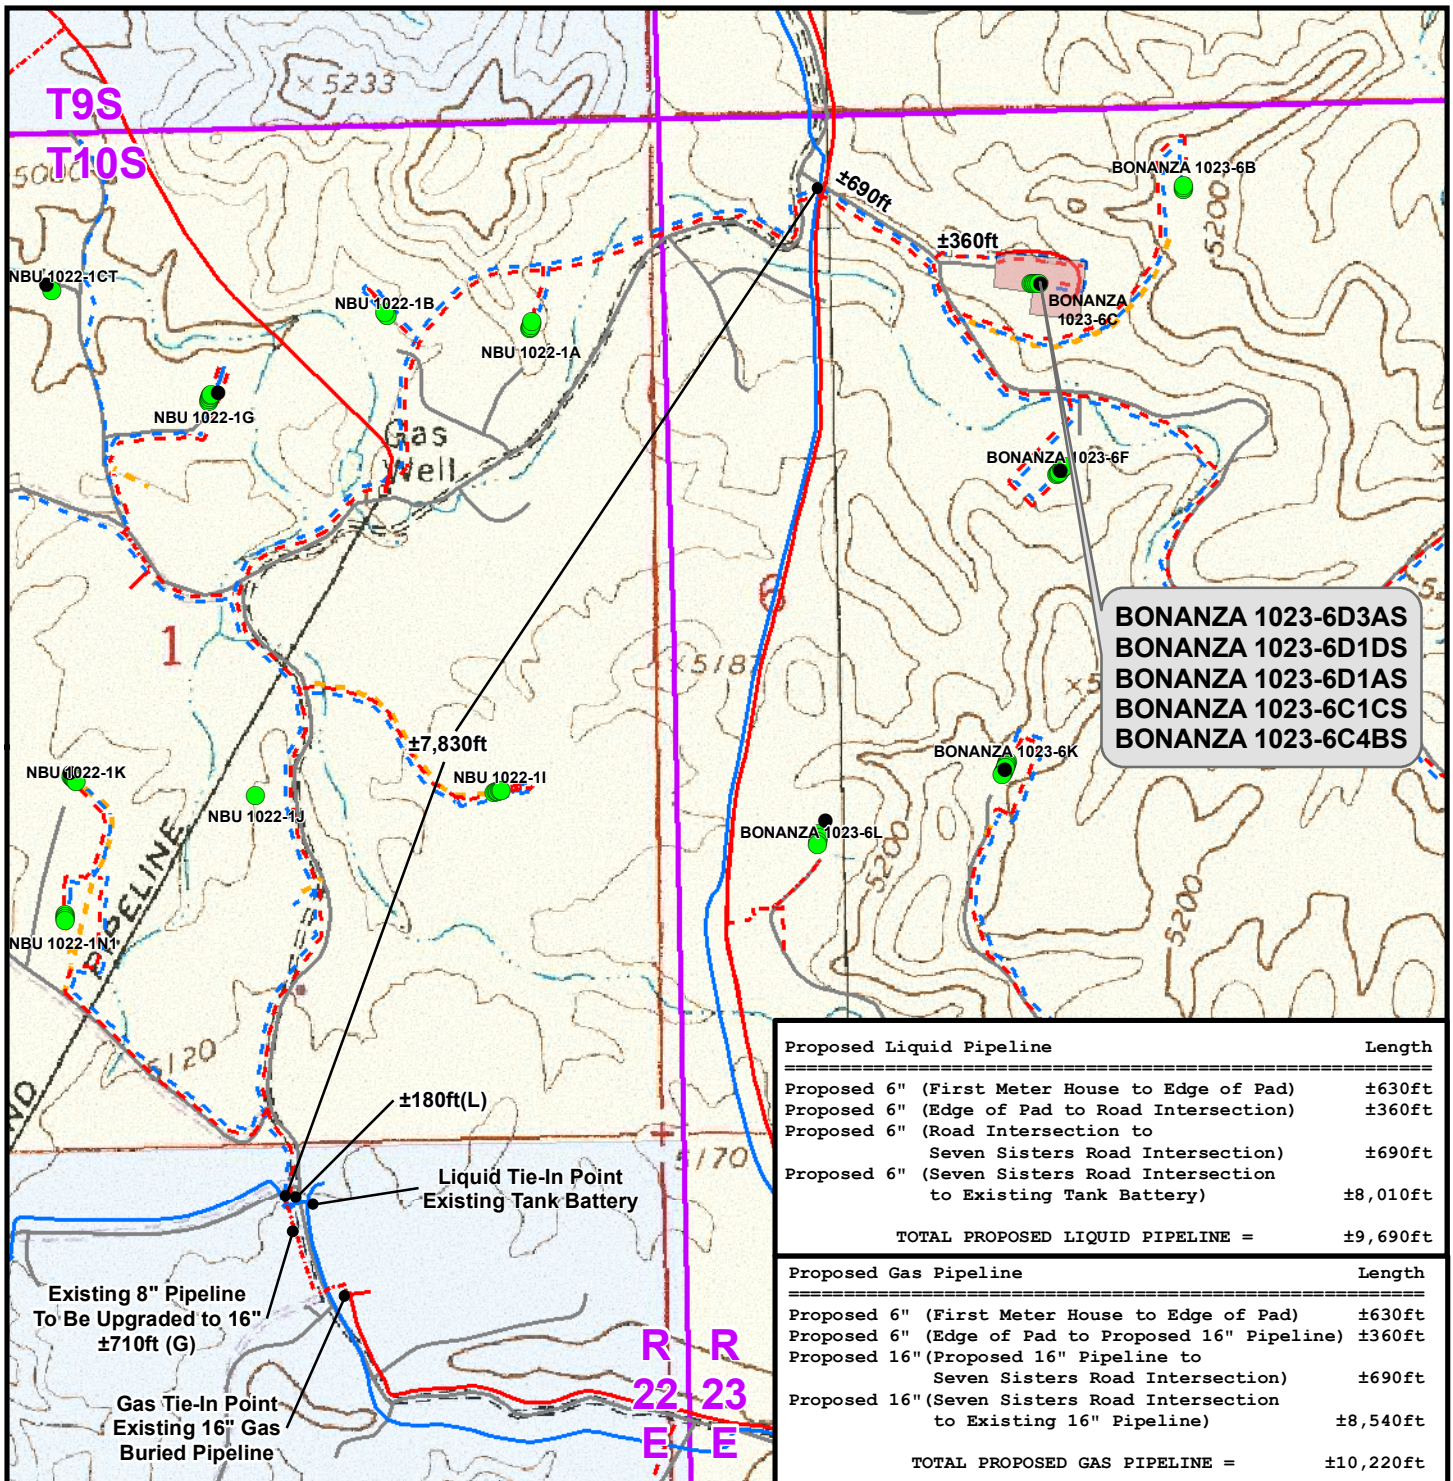 5233
T9S
T10S
5000
±690ft
BONANZA 1023-6B
5200
±360ft
NBU 1022-1CT
NBU 1022-1B
NBU 1022-1A
BONANZA
1023-6C
NBU 1022-1G
Gas
Well
BONANZA 1023-6F
6
1
5187
BONANZA 1023-6D3AS
BONANZA 1023-6D1DS
BONANZA 1023-6D1AS
BONANZA 1023-6C1CS
BONANZA 1023-6C4BS
±7,830ft
NBU 1022-1K
NBU 1022-1J
NBU 1022-1I
BONANZA 1023-6K
BONANZA 1023-6L
5200
5200
PIPELINE
NBU 1022-1N1
5120
±180ft(L)
5170
Liquid Tie-In Point
Existing Tank Battery
Existing 8" Pipeline
To Be Upgraded to 16"
±710ft (G)
Gas Tie-In Point
Existing 16" Gas
Buried Pipeline
R R
22 23
E E
Proposed Liquid Pipeline Length
Proposed 6" (First Meter House to Edge of Pad) ±630ft
Proposed 6" (Edge of Pad to Road Intersection) ±360ft
Proposed 6" (Road Intersection to
Seven Sisters Road Intersection) ±690ft
Proposed 6" (Seven Sisters Road Intersection
to Existing Tank Battery) ±8,010ft
TOTAL PROPOSED LIQUID PIPELINE = ±9,690ft
Proposed Gas Pipeline Length
Proposed 6" (First Meter House to Edge of Pad) ±630ft
Proposed 6" (Edge of Pad to Proposed 16" Pipeline) ±360ft
Proposed 16"(Proposed 16" Pipeline to
Seven Sisters Road Intersection) ±690ft
Proposed 16"(Seven Sisters Road Intersection
to Existing 16" Pipeline) ±8,540ft
TOTAL PROPOSED GAS PIPELINE = ±10,220ft